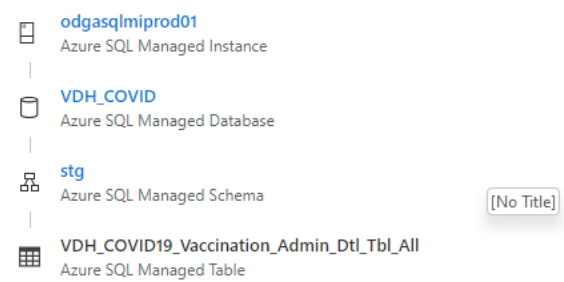 odgasqlmiprod01
Azure SQL Managed Instance
VDH_COVID
Azure SQL Managed Database
stg
Azure SQL Managed Schema
[No Title]
VDH_COVID19_Vaccination_Admin_Dtl_Tbl_All
Azure SQL Managed Table